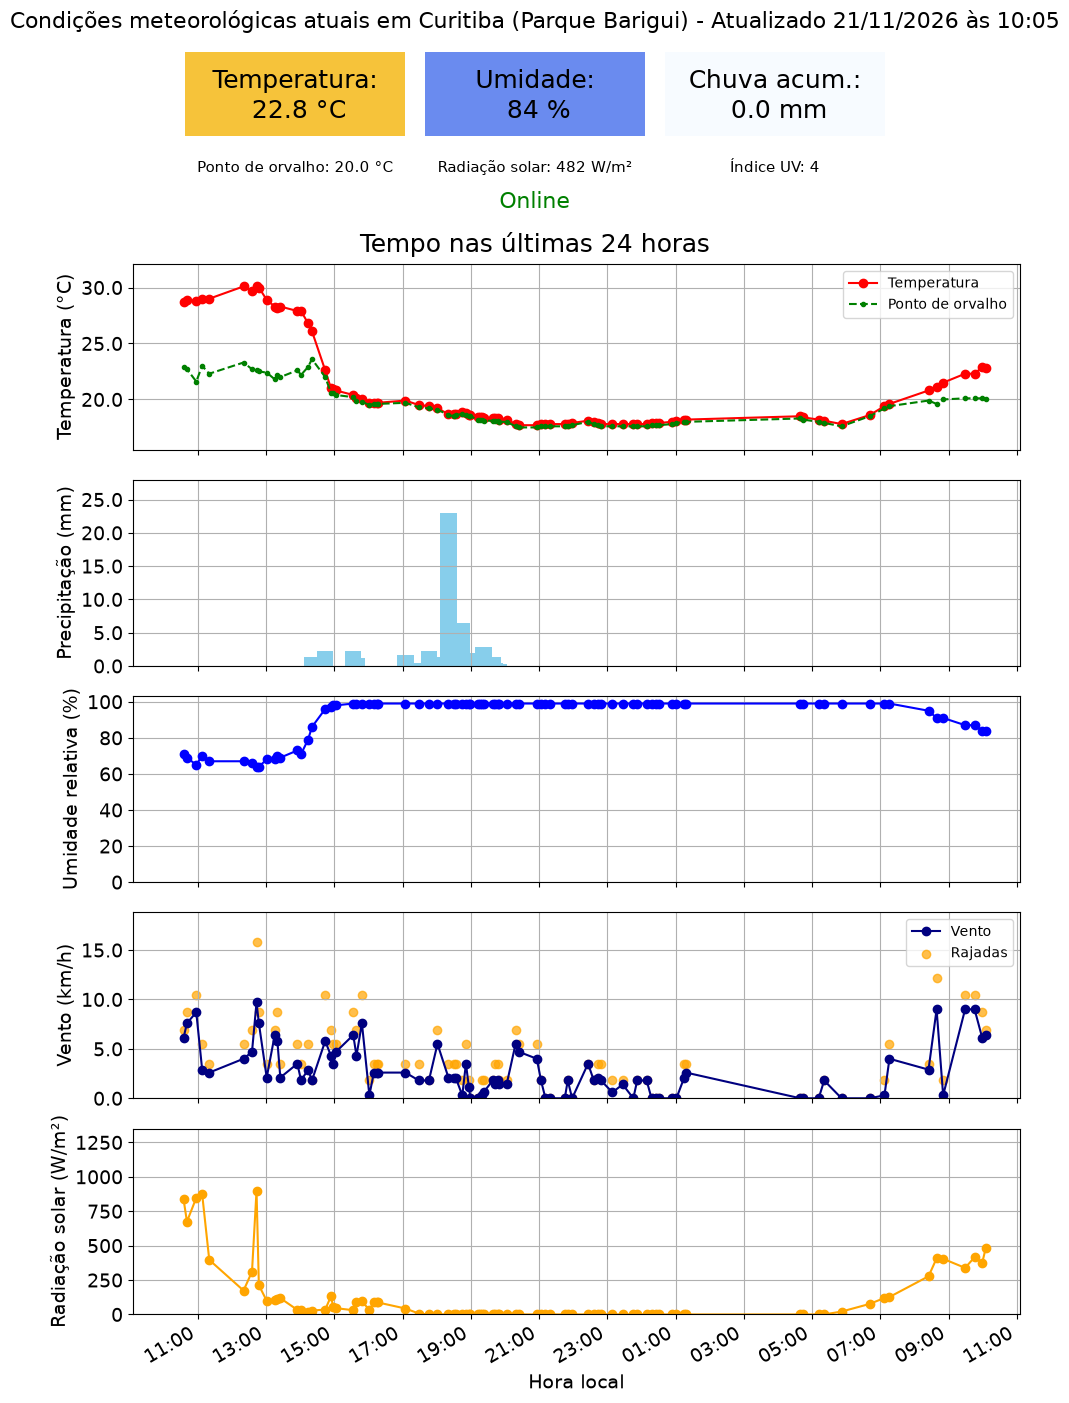 Condições meteorológicas atuais em Curitiba (Parque Barigui) - Atualizado 21/11/2026 às 10:05
Temperatura:
22.8 °C
Umidade:
84 %
Chuva acum.:
0.0 mm
Ponto de orvalho: 20.0 °C
Radiação solar: 482 W/m²
Índice UV: 4
Online
Tempo nas últimas 24 horas
Temperatura (°C)
30.0
25.0
20.0
Temperatura
Ponto de orvalho
Precipitação (mm)
25.0
20.0
15.0
10.0
5.0
0.0
Umidade relativa (%)
100
80
60
40
20
0
Vento (km/h)
15.0
10.0
5.0
0.0
Vento
Rajadas
Radiação solar (W/m²)
1250
1000
750
500
250
0
11:00 13:00 15:00 17:00 19:00 21:00 23:00 01:00 03:00 05:00 07:00 09:00 11:00
Hora local